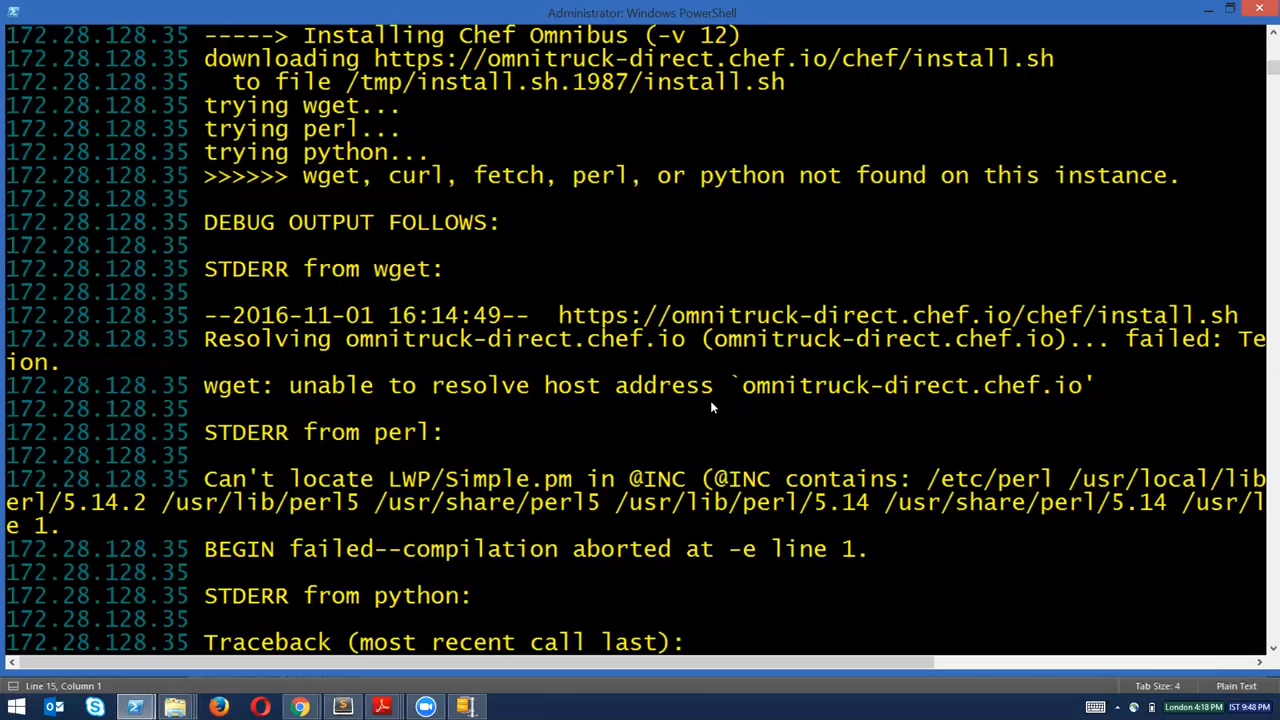 Administrator: Windows PowerShell
172.28.128.35 -----> Installing Chef Omnibus (-v 12)
172.28.128.35 downloading https://omnitruck-direct.chef.io/chef/install.sh
172.28.128.35   to file /tmp/install.sh.1987/install.sh
172.28.128.35 trying wget...
172.28.128.35 trying perl...
172.28.128.35 trying python...
172.28.128.35 >>>>>> wget, curl, fetch, perl, or python not found on this instance.
172.28.128.35
172.28.128.35 DEBUG OUTPUT FOLLOWS:
172.28.128.35
172.28.128.35 STDERR from wget:
172.28.128.35
172.28.128.35 --2016-11-01 16:14:49--  https://omnitruck-direct.chef.io/chef/install.sh
172.28.128.35 Resolving omnitruck-direct.chef.io (omnitruck-direct.chef.io)... failed: Te
ion.
172.28.128.35 wget: unable to resolve host address `omnitruck-direct.chef.io'
172.28.128.35
172.28.128.35 STDERR from perl:
172.28.128.35
172.28.128.35 Can't locate LWP/Simple.pm in @INC (@INC contains: /etc/perl /usr/local/lib
erl/5.14.2 /usr/lib/perl5 /usr/share/perl5 /usr/lib/perl/5.14 /usr/share/perl/5.14 /usr/l
e 1.
172.28.128.35 BEGIN failed--compilation aborted at -e line 1.
172.28.128.35
172.28.128.35 STDERR from python:
172.28.128.35
172.28.128.35 Traceback (most recent call last):
Line 15, Column 1
Tab Size: 4
Plain Text
London 4:18 PM
IST 9:48 PM